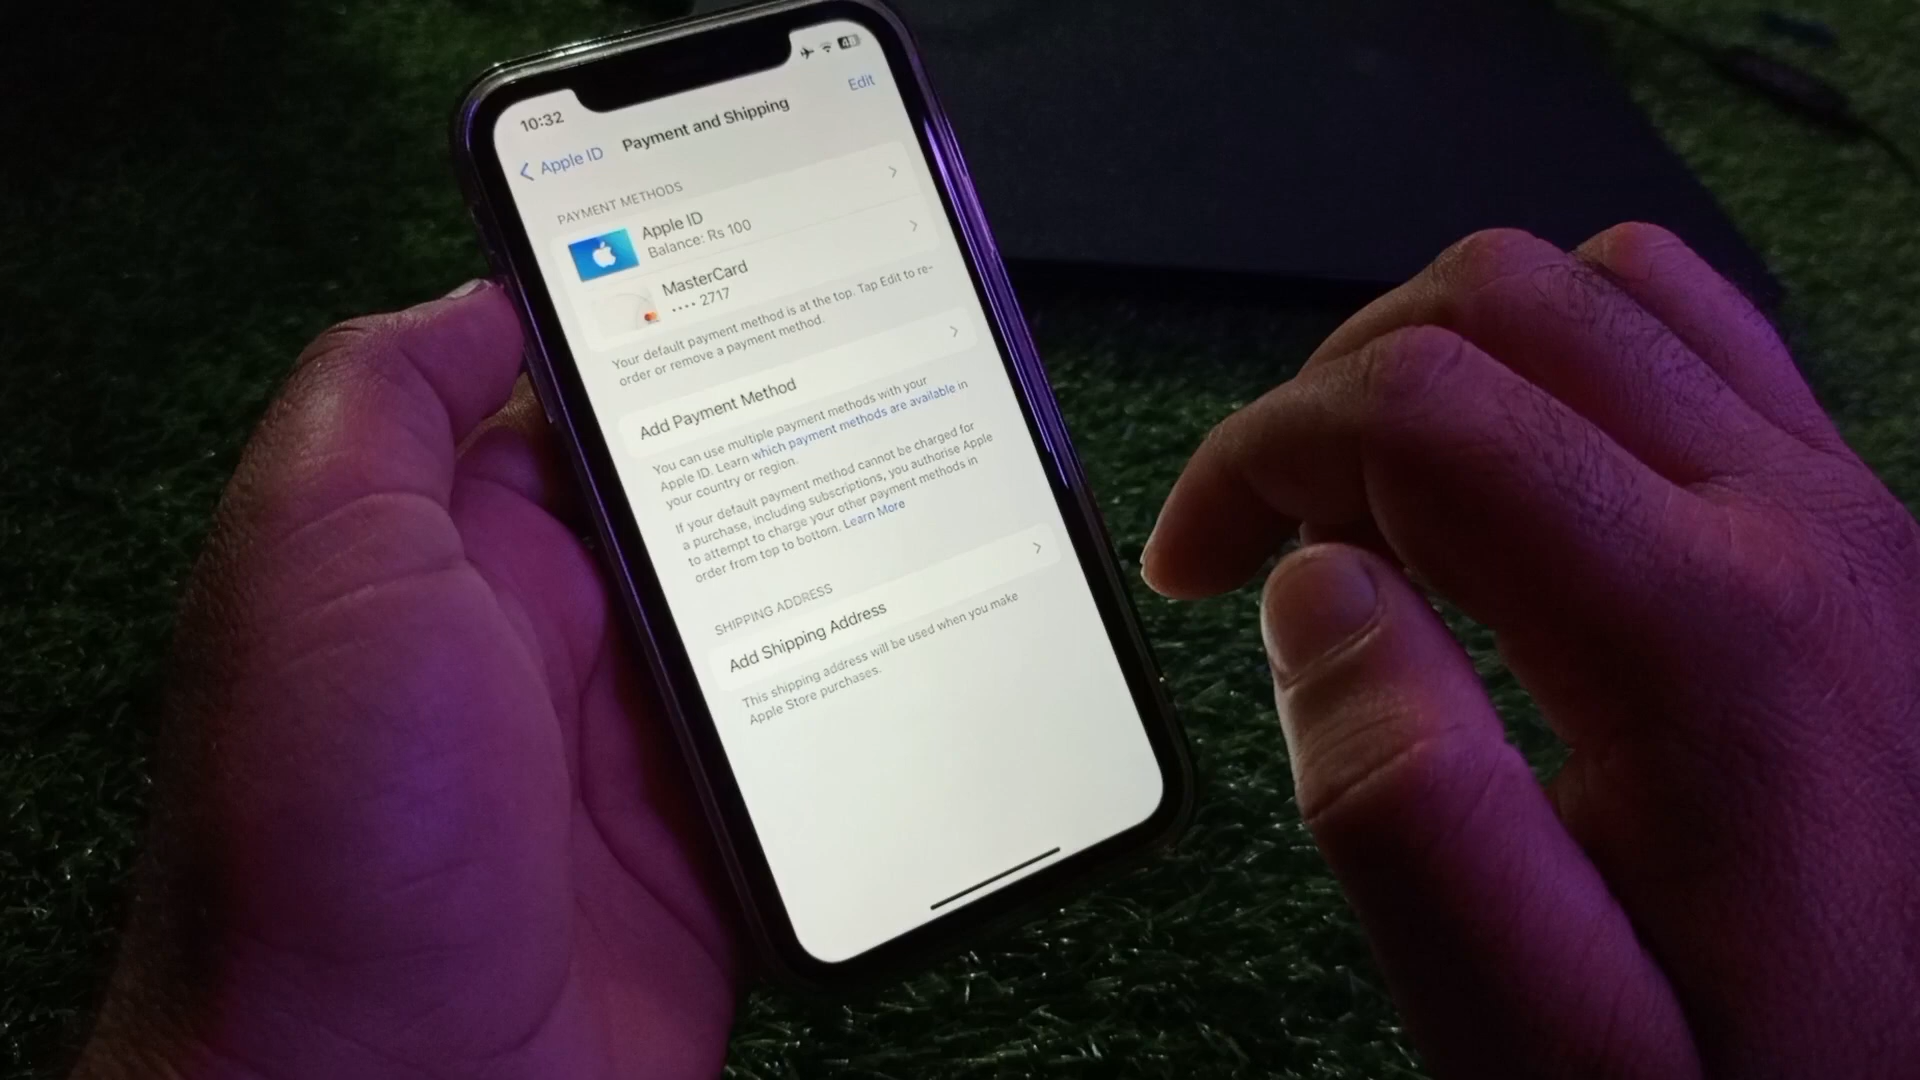 10:32
Edit
Apple ID
Payment and Shipping
PAYMENT METHODS
Apple ID
Balance: Rs 100
MasterCard
•••• 2717
Your default payment method is at the top. Tap Edit to re-
order or remove a payment method.
Add Payment Method
You can use multiple payment methods with your
Apple ID. Learn which payment methods are available in
your country or region.
If your default payment method cannot be charged for
a purchase, including subscriptions, you authorise Apple
to attempt to charge your other payment methods in
order from top to bottom. Learn More
SHIPPING ADDRESS
Add Shipping Address
This shipping address will be used when you make
Apple Store purchases.